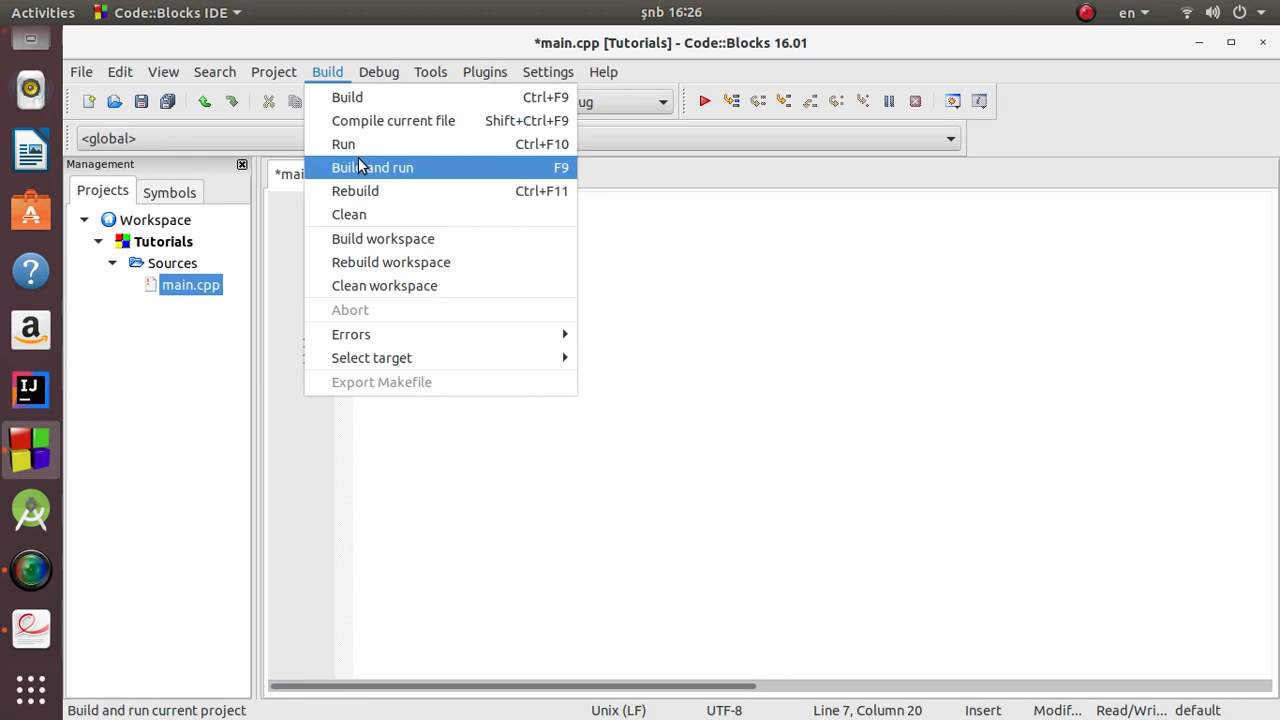 Activities
Code::Blocks IDE
şnb 16:26
en
*main.cpp [Tutorials] - Code::Blocks 16.01
File Edit View Search Project Build Debug Tools Plugins Settings Help
ug
<global>
Management
Projects
Symbols
Workspace
Tutorials
Sources
main.cpp
*mai
Build Ctrl+F9
Compile current file Shift+Ctrl+F9
Run Ctrl+F10
Build and run F9
Rebuild Ctrl+F11
Clean
Build workspace
Rebuild workspace
Clean workspace
Abort
Errors
Select target
Export Makefile
a
IJ
Build and run current project
Unix (LF)
UTF-8
Line 7, Column 20
Insert
Modif...
Read/Wri...
default